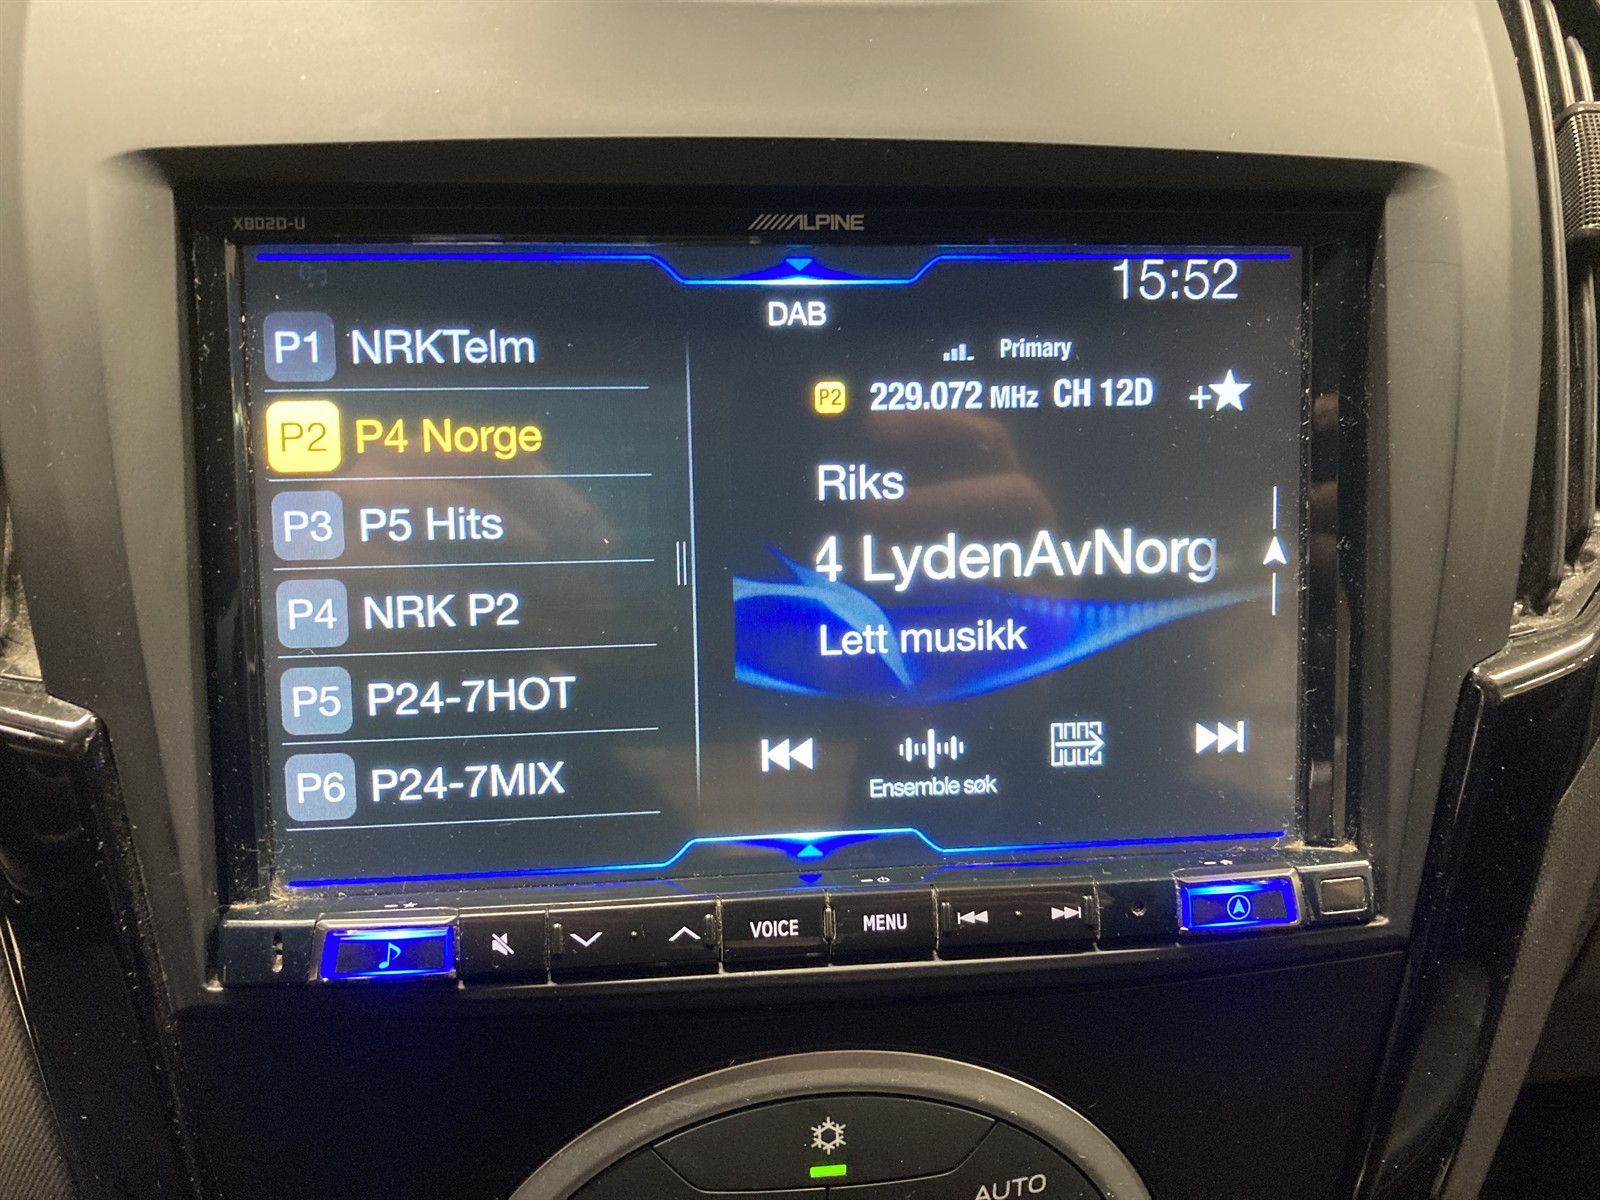 X802D-U
ALPINE
15:52
DAB
P1 NRKTelm
P2 P4 Norge
P3 P5 Hits
P4 NRK P2
P5 P24-7HOT
P6 P24-7MIX
Primary
P2 229.072 MHz CH 12D
Riks
4 LydenAvNorg
Lett musikk
Ensemble søk
VOICE
MENU
AUTO